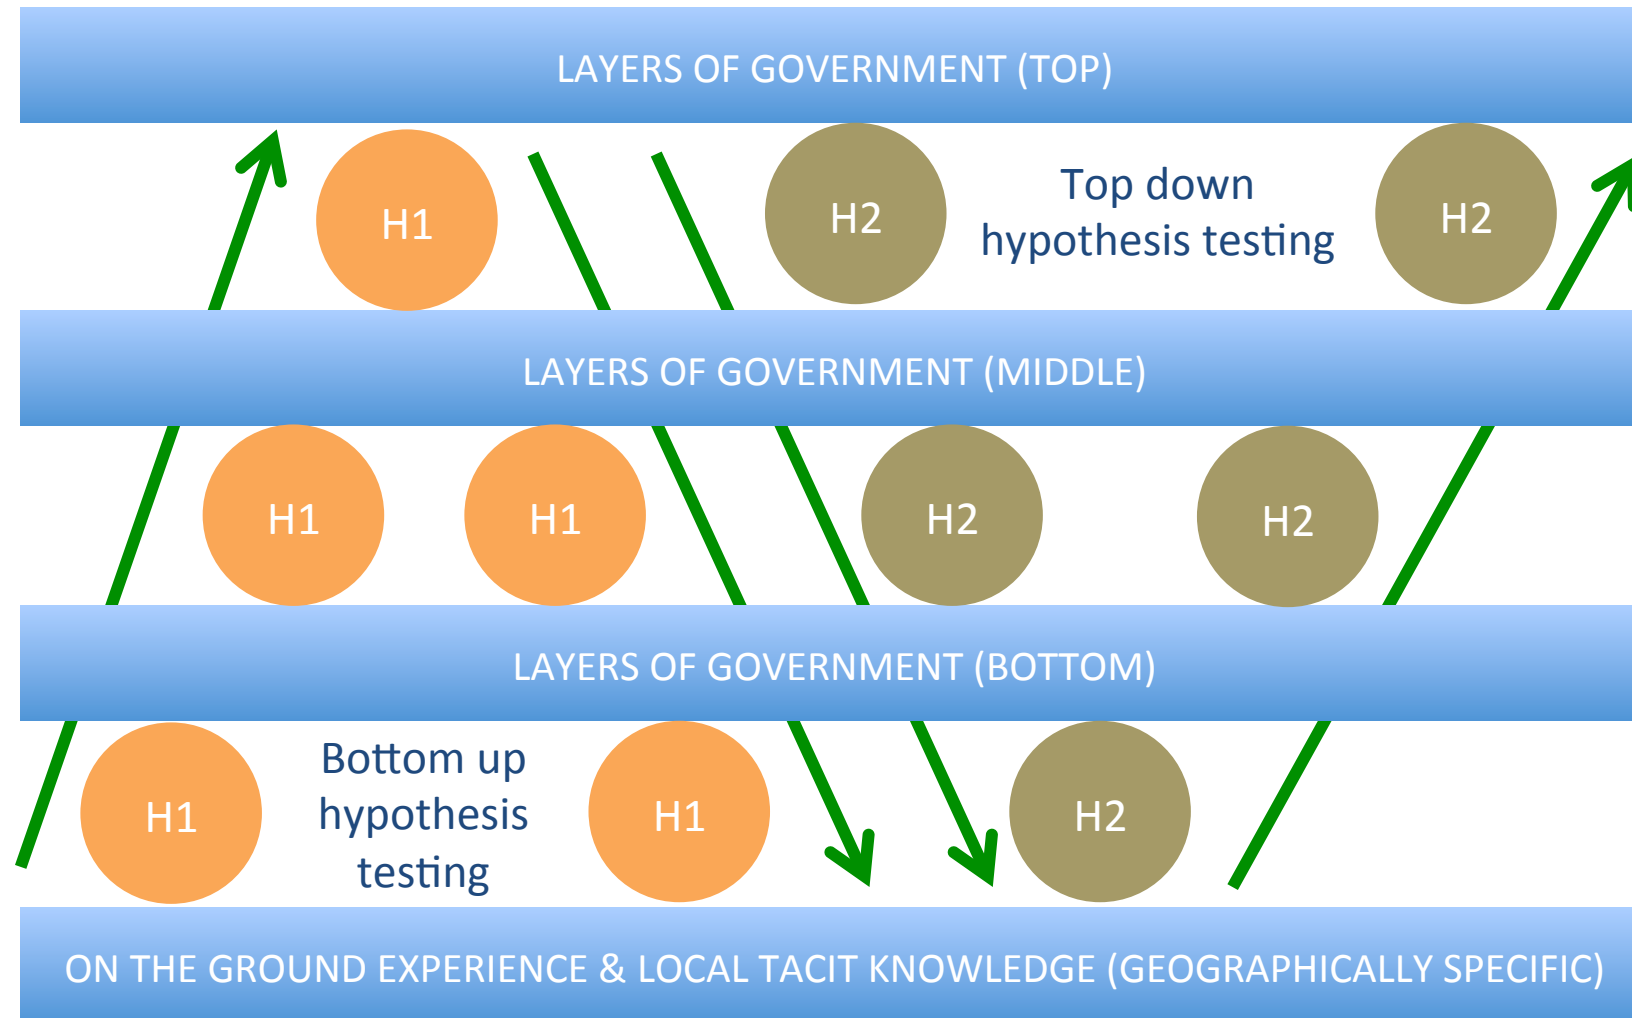 LAYERS OF GOVERNMENT (TOP)
H1
H2
Top down
hypothesis testing
H2
LAYERS OF GOVERNMENT (MIDDLE)
H1
H1
H2
H2
LAYERS OF GOVERNMENT (BOTTOM)
H1
Bottom up
hypothesis
testing
H1
H2
ON THE GROUND EXPERIENCE & LOCAL TACIT KNOWLEDGE (GEOGRAPHICALLY SPECIFIC)